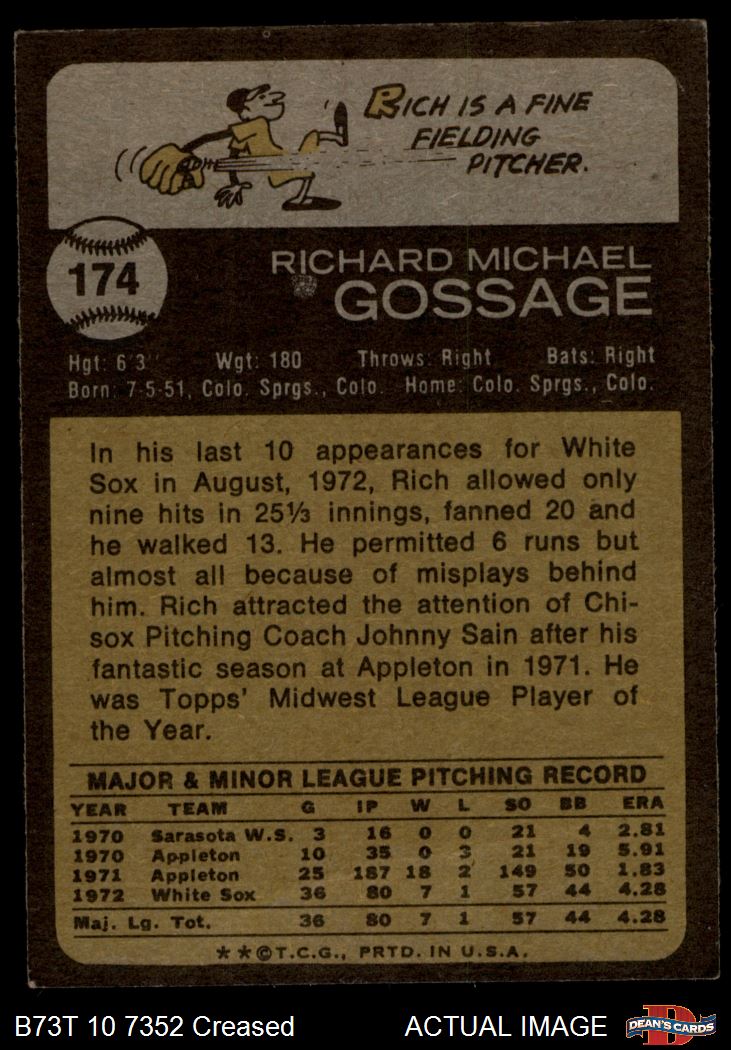 RICH IS A FINE
FIELDING
PITCHER.
174
RICHARD MICHAEL
GOSSAGE
Hgt: 6'3" Wgt: 180 Throws: Right Bats: Right
Born: 7-5-51, Colo. Sprgs., Colo. Home: Colo. Sprgs., Colo.
In his last 10 appearances for White
Sox in August, 1972, Rich allowed only
nine hits in 25⅓ innings, fanned 20 and
he walked 13. He permitted 6 runs but
almost all because of misplays behind
him. Rich attracted the attention of Chi-
sox Pitching Coach Johnny Sain after his
fantastic season at Appleton in 1971. He
was Topps' Midwest League Player of
the Year.
MAJOR & MINOR LEAGUE PITCHING RECORD
YEAR TEAM G IP W L SO BB ERA
1970 Sarasota W.S. 3 16 0 0 21 4 2.81
1970 Appleton 10 35 0 3 21 19 5.91
1971 Appleton 25 187 18 2 149 50 1.83
1972 White Sox 36 80 7 1 57 44 4.28
Maj. Lg. Tot. 36 80 7 1 57 44 4.28
**©T.C.G., PRTD. IN U.S.A.
B73T 10 7352 Creased ACTUAL IMAGE
D
DEAN'S CARDS